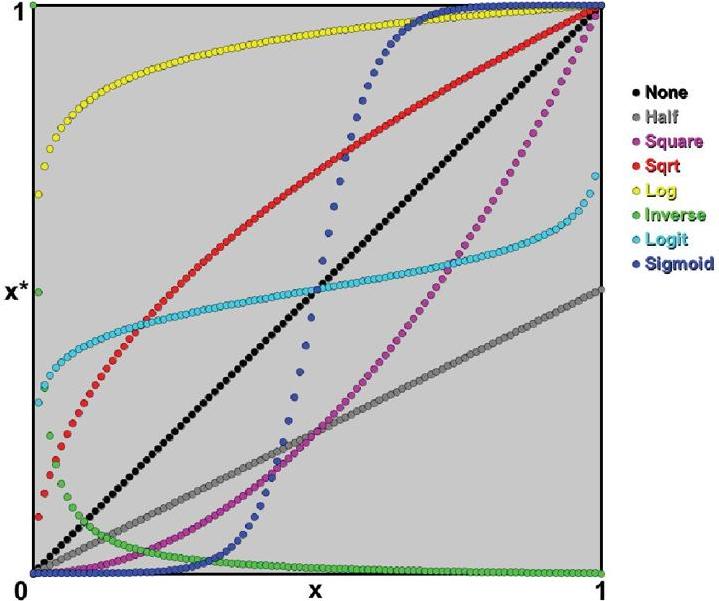 1
None
Half
Square
Sqrt
Log
Inverse
Logit
Sigmoid
x*
0
x
1